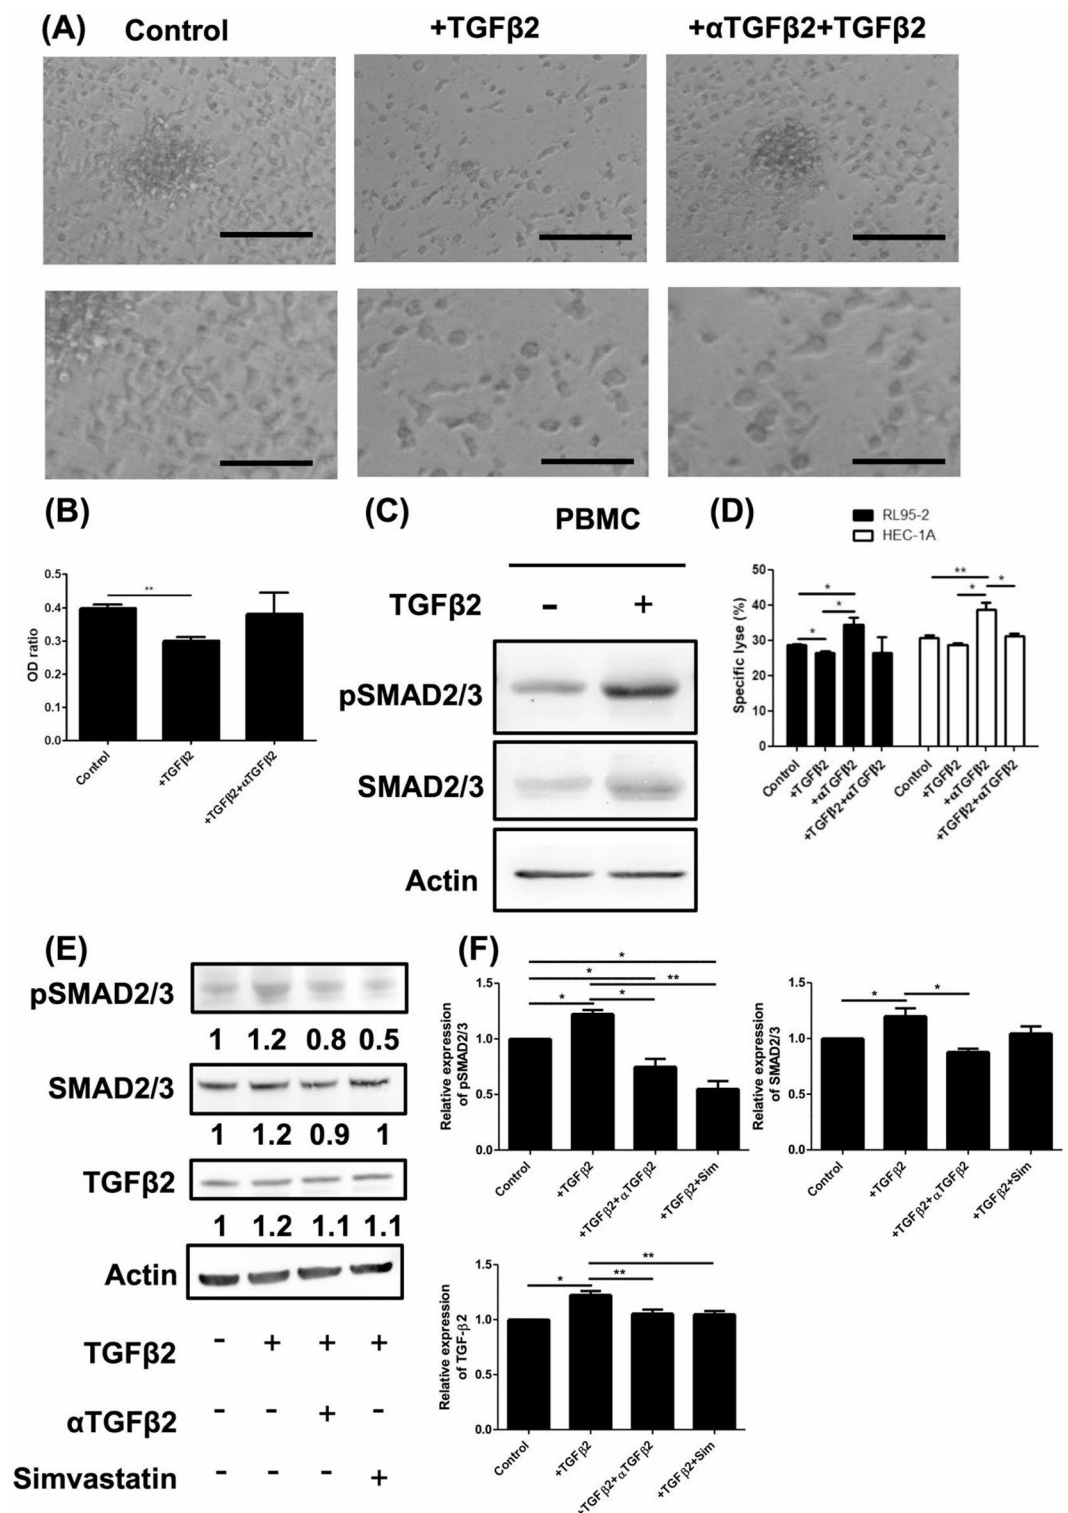 (A) Control +TGFβ2 +αTGFβ2+TGFβ2
(B)
OD ratio
0.5
0.4
0.3
0.2
0.1
0.0
**
Control
+TGFβ2
+TGFβ2+αTGFβ2
(C)
PBMC
TGFβ2 - +
pSMAD2/3
SMAD2/3
Actin
(D)
RL95-2
HEC-1A
Specific lyse (%)
50
40
30
20
10
0
* * * ** * *
Control
+TGFβ2
+αTGFβ2
+TGFβ2+αTGFβ2
Control
+TGFβ2
+αTGFβ2
+TGFβ2+αTGFβ2
(E)
pSMAD2/3
1 1.2 0.8 0.5
SMAD2/3
1 1.2 0.9 1
TGFβ2
1 1.2 1.1 1.1
Actin
TGFβ2 - + + +
αTGFβ2 - - + -
Simvastatin - - - +
(F)
Relative expression
of pSMAD2/3
1.5
1.0
0.5
0.0
*
* **
* *
Control
+TGFβ2
+TGFβ2+αTGFβ2
+TGFβ2+Sim
Relative expression
of SMAD2/3
1.5
1.0
0.5
0.0
* *
Control
+TGFβ2
+TGFβ2+αTGFβ2
+TGFβ2+Sim
Relative expression
of TGF-β2
1.5
1.0
0.5
0.0
**
* **
Control
+TGFβ2
+TGFβ2+αTGFβ2
+TGFβ2+Sim